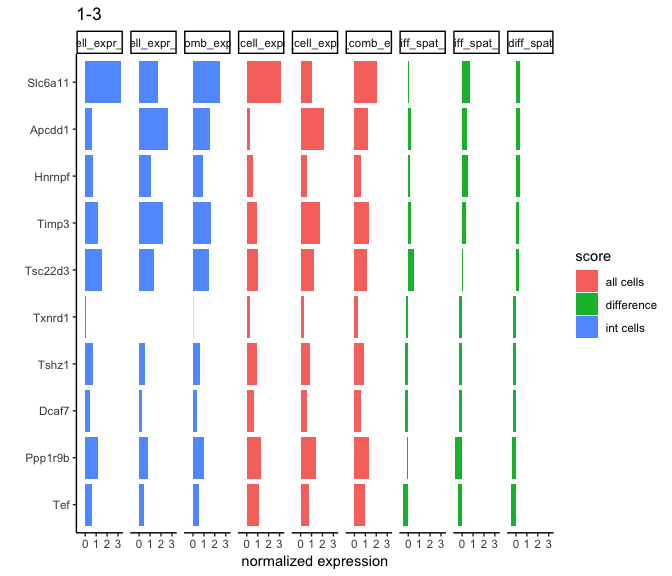 1-3
ell_expr_ ell_expr_ omb_exp cell_expr cell_expr comb_e iff_spat_ iff_spat_ diff_spat
Slc6a11
Apcdd1
Hnrnpf
Timp3
Tsc22d3
Txnrd1
Tshz1
Dcaf7
Ppp1r9b
Tef
0 1 2 3 0 1 2 3 0 1 2 3 0 1 2 3 0 1 2 3 0 1 2 3 0 1 2 3 0 1 2 3 0 1 2 3
normalized expression
score
all cells
difference
int cells